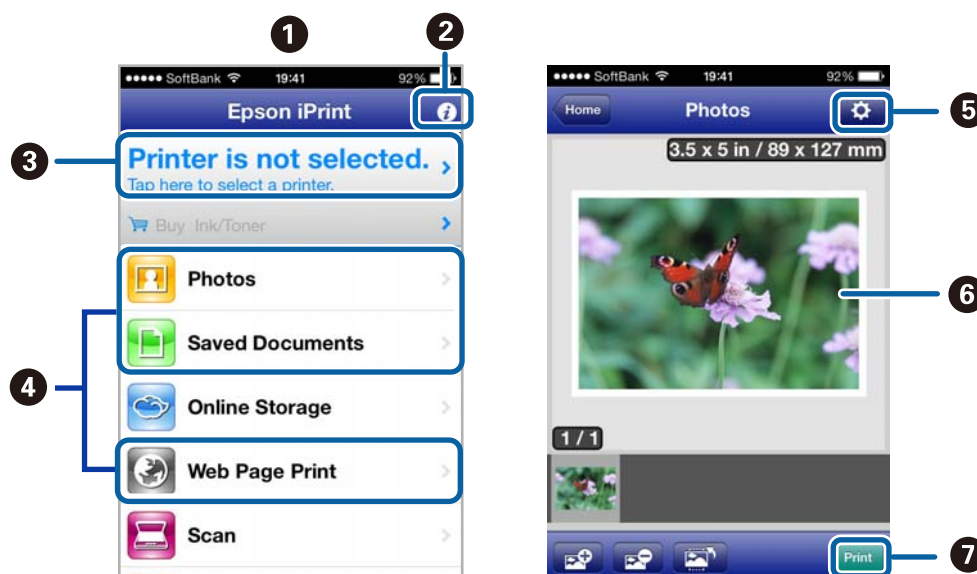 1
2
SoftBank 19:41 92%
Epson iPrint
3
Printer is not selected.
Tap here to select a printer.
Buy Ink/Toner
Photos
Saved Documents
4
Online Storage
Web Page Print
Scan
SoftBank 19:41 92%
Home Photos
5
3.5 x 5 in / 89 x 127 mm
6
1 / 1
Print
7